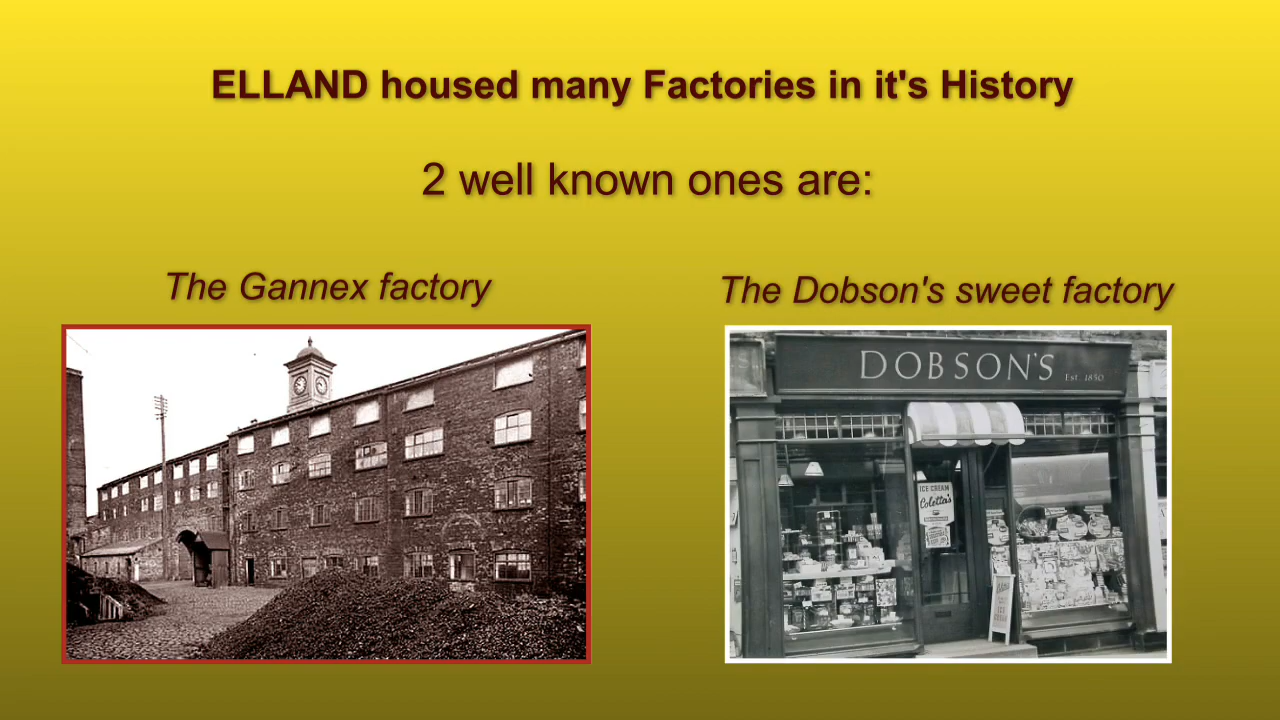 ELLAND housed many Factories in it's History
2 well known ones are:
The Gannex factory
The Dobson's sweet factory
DOBSON'S
Est. 1850
ICE CREAM
Coletta's